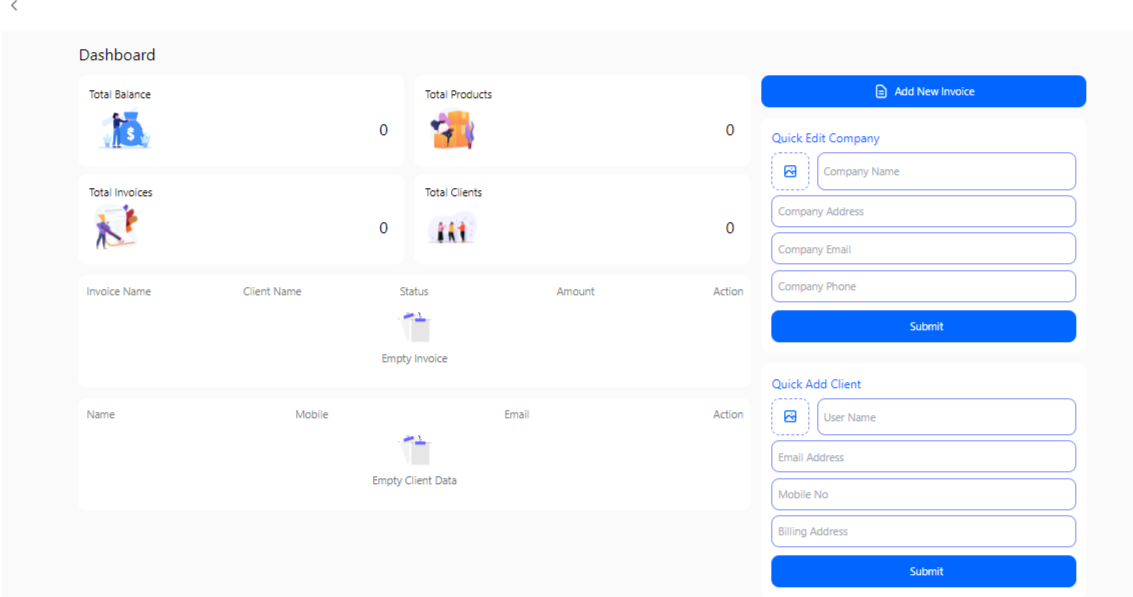 Dashboard
Total Balance
0
Total Products
0
Total Invoices
0
Total Clients
0
Invoice Name Client Name Status Amount Action
Empty Invoice
Name Mobile Email Action
Empty Client Data
Add New Invoice
Quick Edit Company
Company Name
Company Address
Company Email
Company Phone
Submit
Quick Add Client
User Name
Email Address
Mobile No
Billing Address
Submit